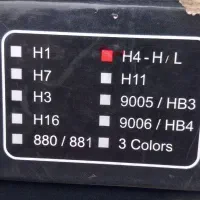 H1
H4 - H / L
H7
H11
H3
9005 / HB3
H16
9006 / HB4
880 / 881
3 Colors